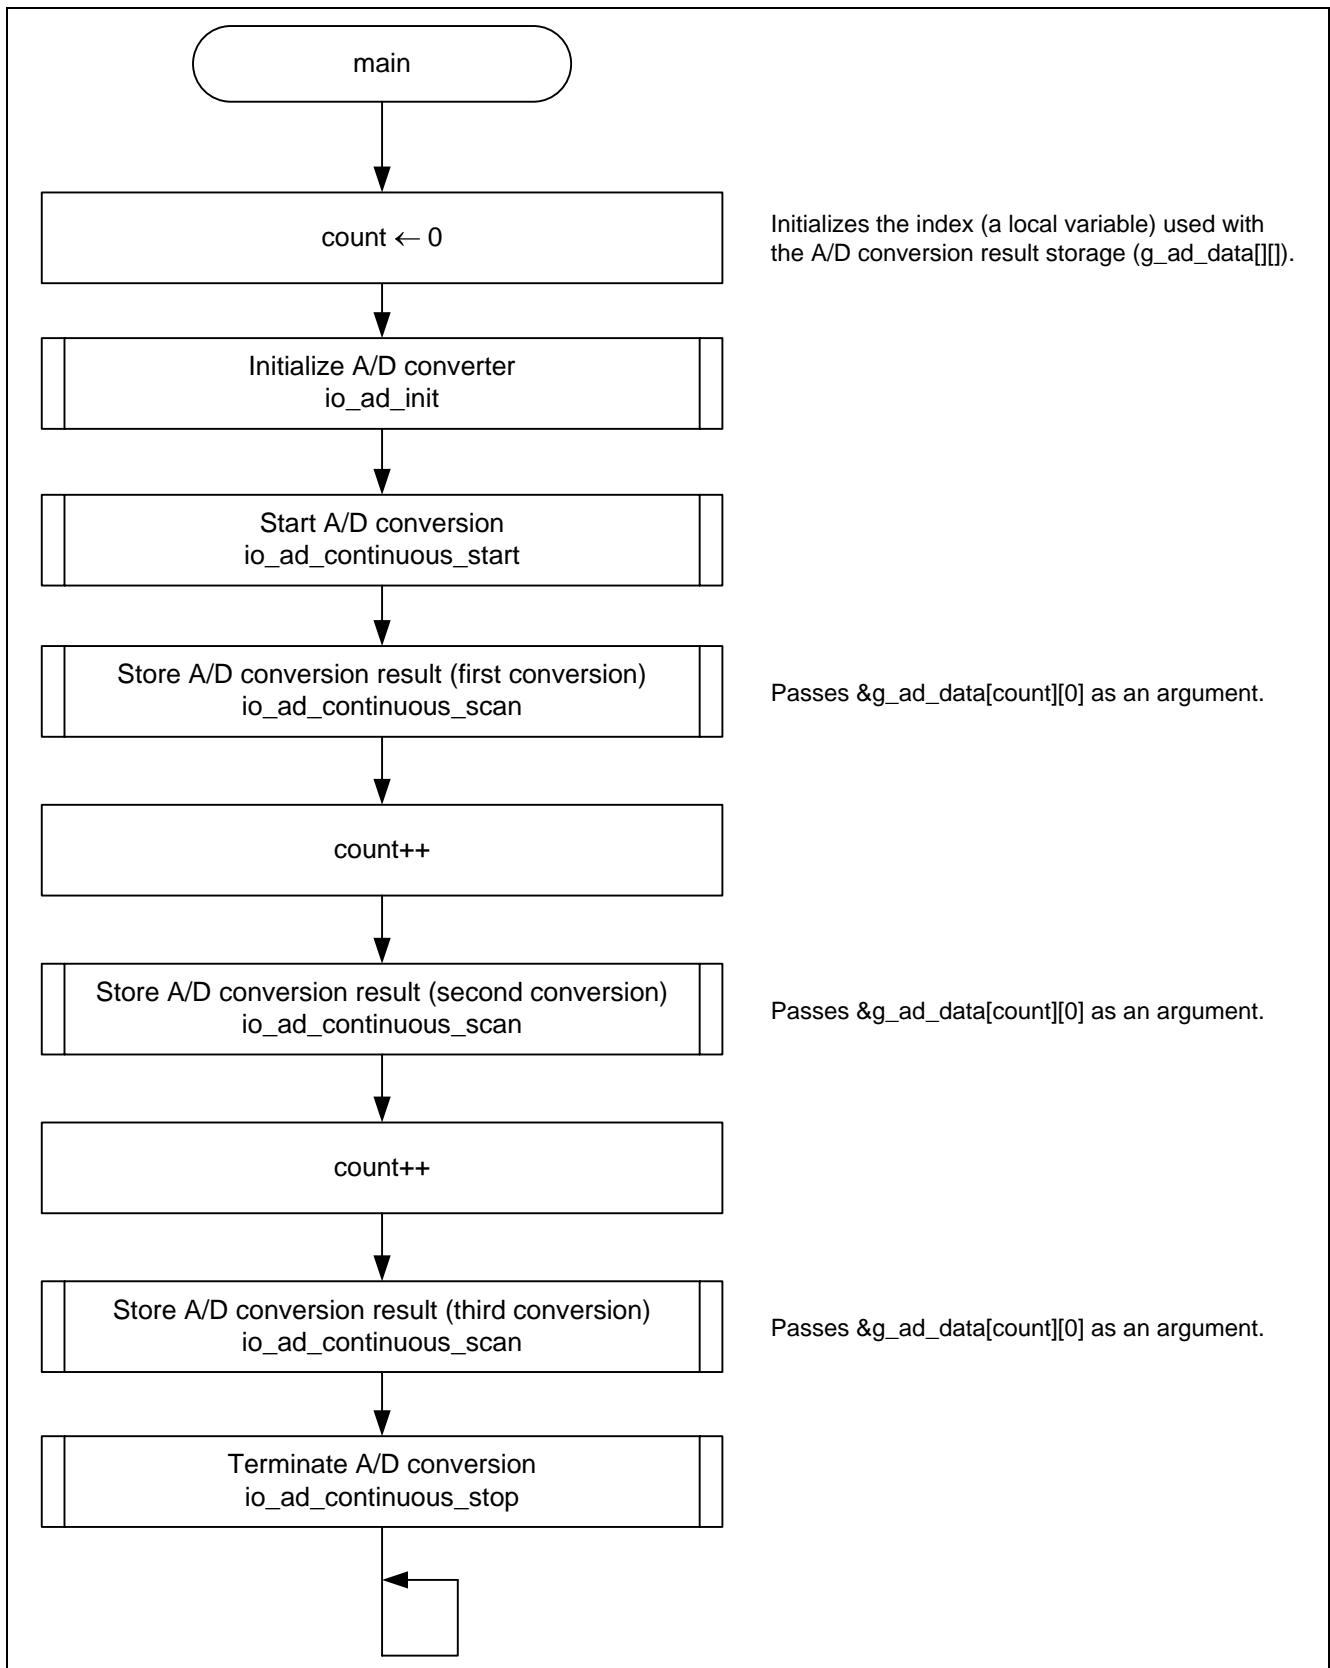 main
count ← 0
Initializes the index (a local variable) used with
the A/D conversion result storage (g_ad_data[][]).
Initialize A/D converter
io_ad_init
Start A/D conversion
io_ad_continuous_start
Store A/D conversion result (first conversion)
io_ad_continuous_scan
Passes &g_ad_data[count][0] as an argument.
count++
Store A/D conversion result (second conversion)
io_ad_continuous_scan
Passes &g_ad_data[count][0] as an argument.
count++
Store A/D conversion result (third conversion)
io_ad_continuous_scan
Passes &g_ad_data[count][0] as an argument.
Terminate A/D conversion
io_ad_continuous_stop